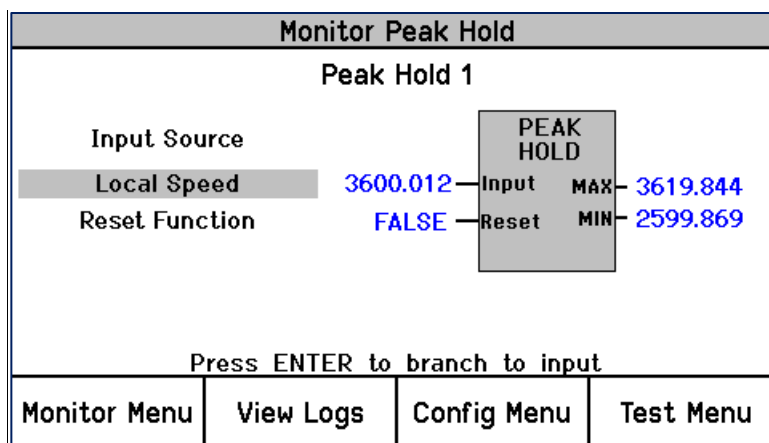 Monitor Peak Hold
Peak Hold 1
PEAK
HOLD
Input Source
Local Speed 3600.012 Input MAX 3619.844
Reset Function FALSE Reset MIN 2599.869
Press ENTER to branch to input
Monitor Menu View Logs Config Menu Test Menu